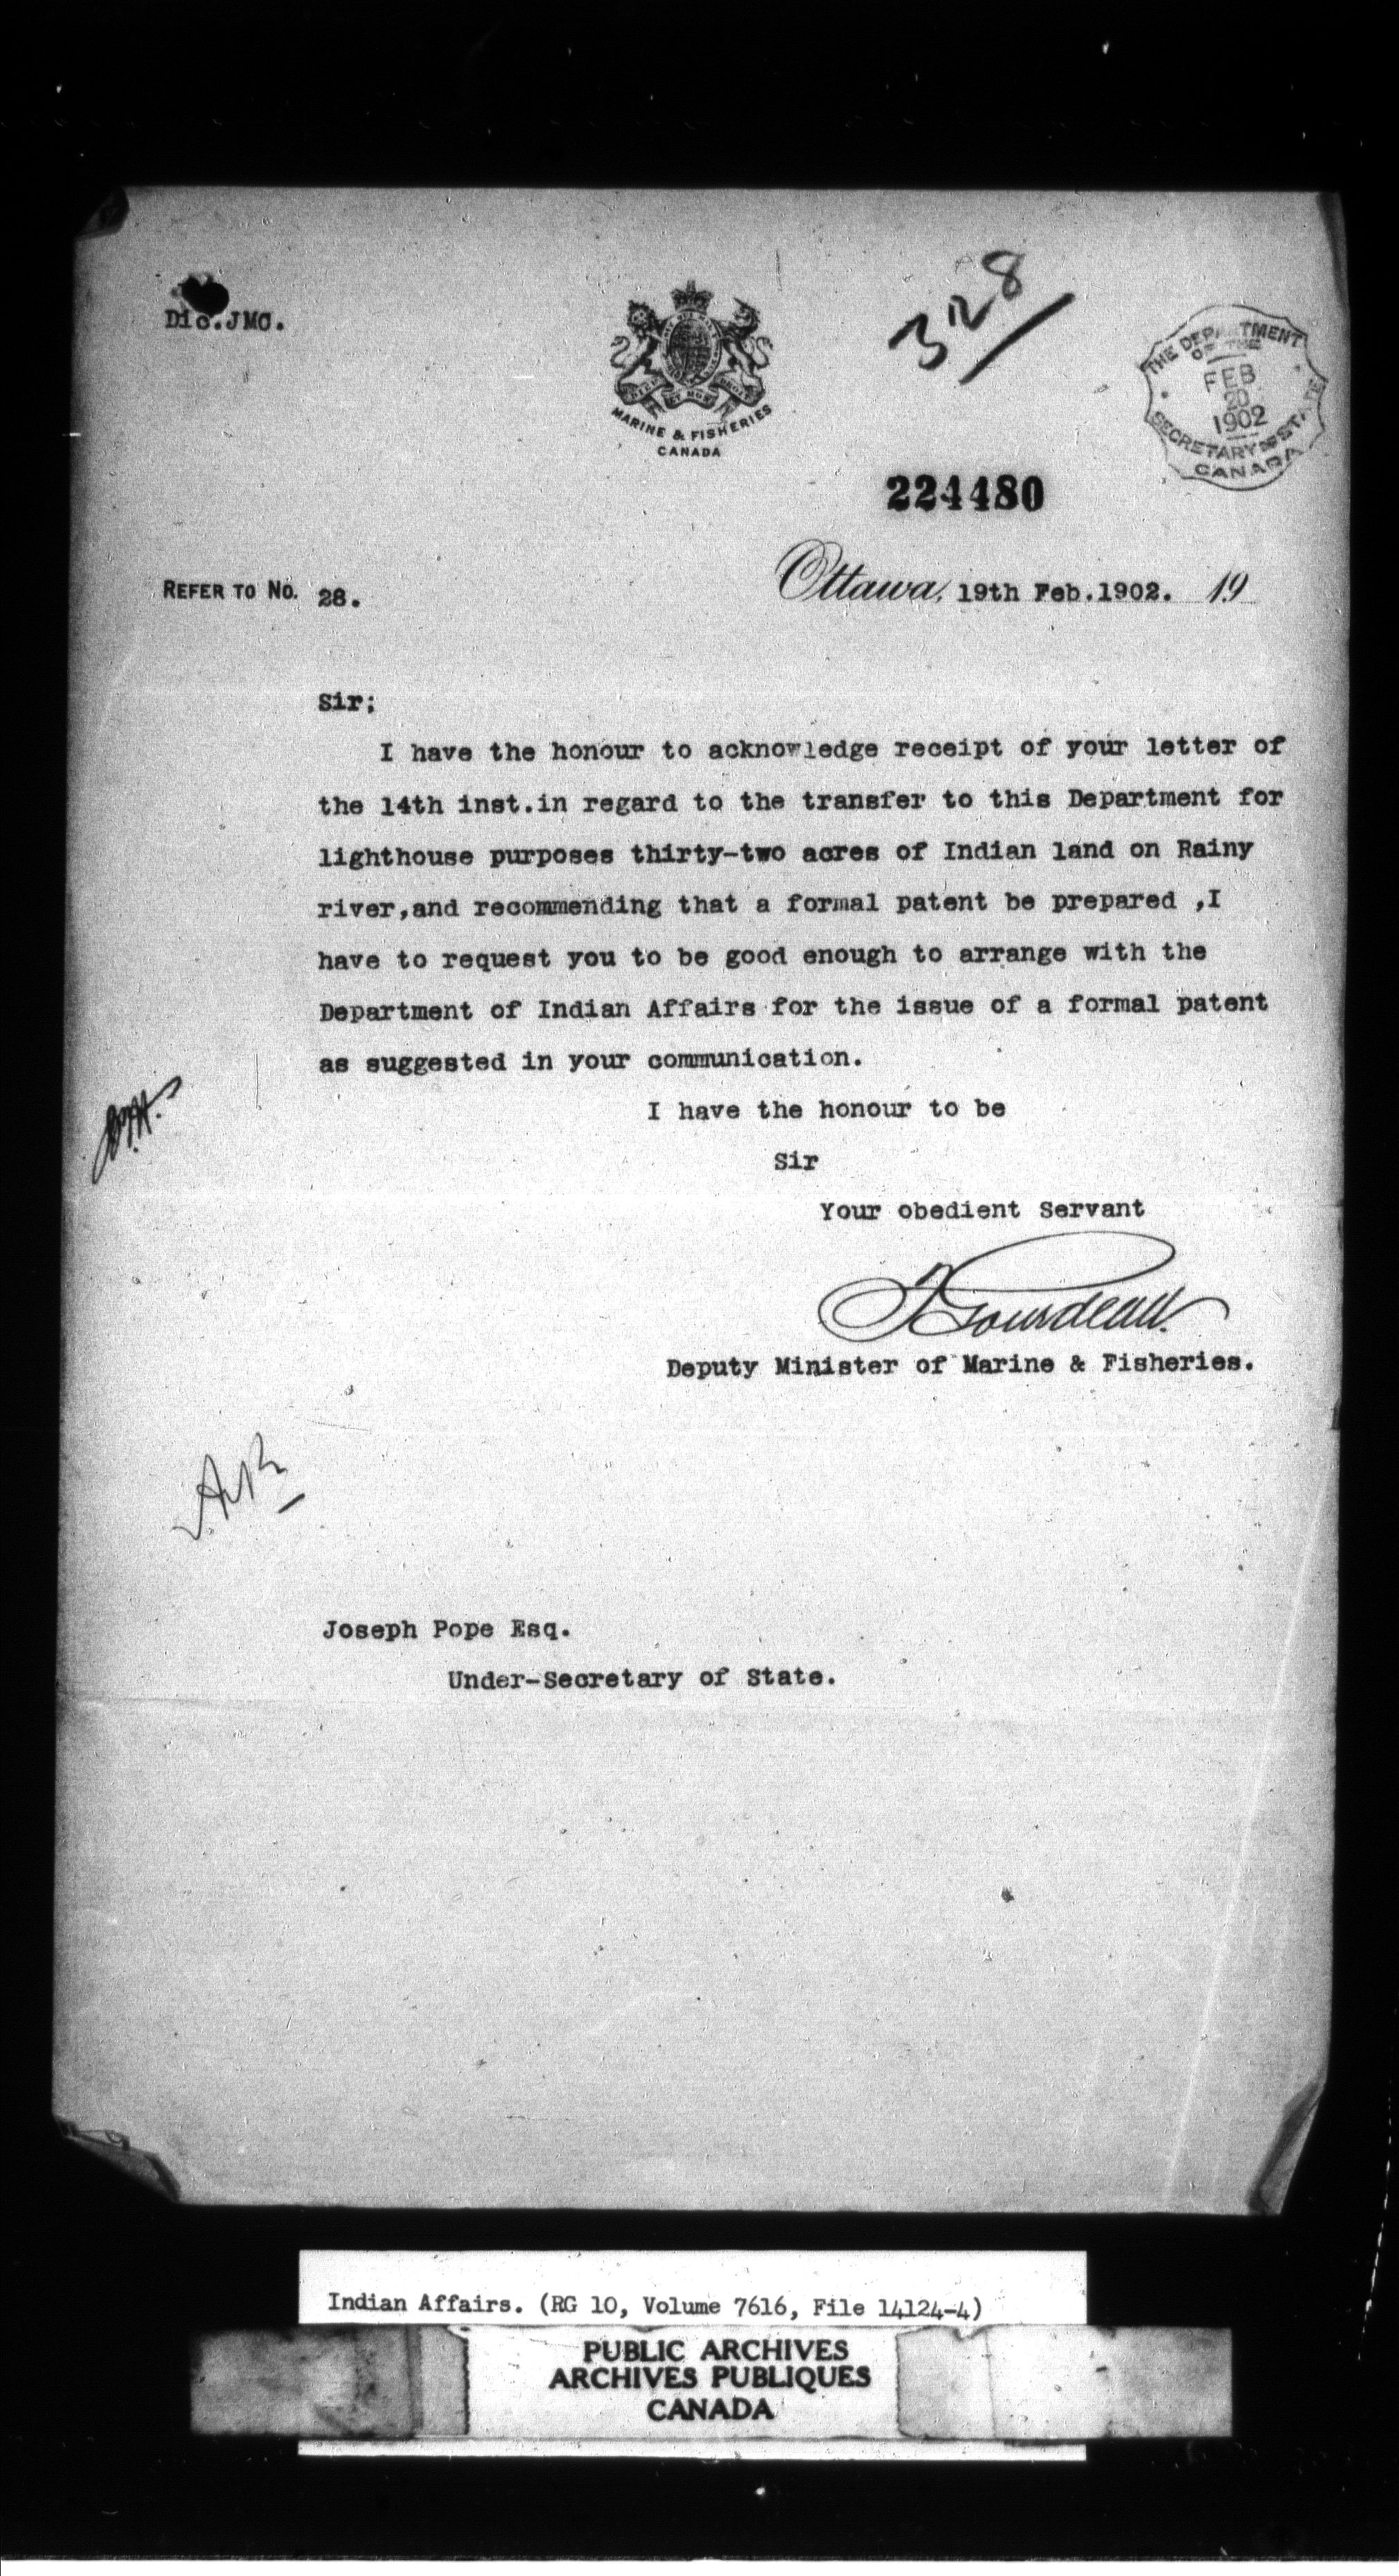 Dic.JMC.
328
MARINE & FISHERIES
CANADA
THE DEPARTMENT
OF THE
FEB
20
1902
SECRETARY OF STATE
CANADA
224480
REFER TO NO. 28.
Ottawa, 19th Feb.1902. 19
Sir;
I have the honour to acknowledge receipt of your letter of
the 14th inst.in regard to the transfer to this Department for
lighthouse purposes thirty-two acres of Indian land on Rainy
river,and recommending that a formal patent be prepared ,I
have to request you to be good enough to arrange with the
Department of Indian Affairs for the issue of a formal patent
as suggested in your communication.
I have the honour to be
Sir
Your obedient Servant
F Gourdeau.
Deputy Minister of Marine & Fisheries.
Joseph Pope Esq.
Under-Secretary of State.
Indian Affairs. (RG 10, Volume 7616, File 14124-4)
PUBLIC ARCHIVES
ARCHIVES PUBLIQUES
CANADA